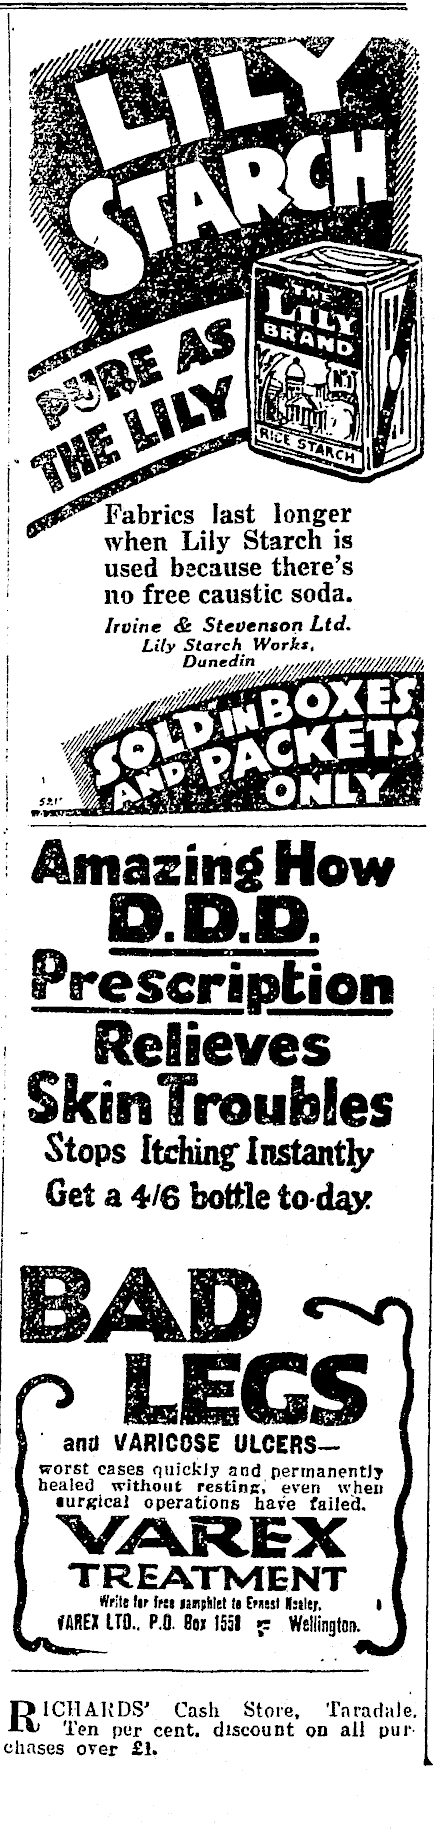 LILY
STARCH
PURE AS
THE LILY
THE
LILY
BRAND
No1
RICE STARCH
Fabrics last longer
when Lily Starch is
used because there's
no free caustic soda.
Irvine & Stevenson Ltd.
Lily Starch Works,
Dunedin
SOLD IN BOXES
AND PACKETS
ONLY
Amazing How
D.D.D.
Prescription
Relieves
Skin Troubles
Stops Itching Instantly
Get a 4/6 bottle to-day.
BAD
LEGS
and VARICOSE ULCERS—
worst cases quickly and permanently
healed without resting, even when
surgical operations have failed.
VAREX
TREATMENT
Write for free pamphlet to Ernest Healey,
VAREX LTD., P.O. Box 1558 Wellington.
RICHARDS' Cash Store, Taradale.
Ten per cent. discount on all pur-
chases over £1.